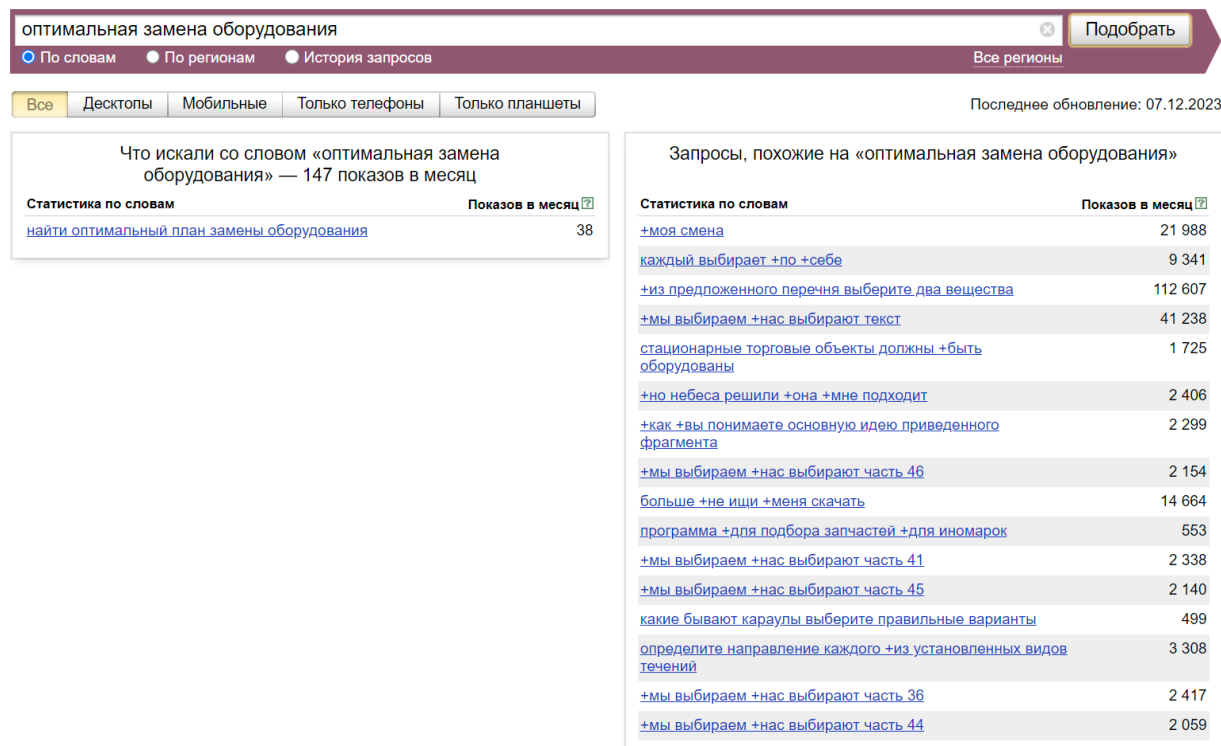 оптимальная замена оборудования
Подобрать
По словам По регионам История запросов Все регионы
Все Десктопы Мобильные Только телефоны Только планшеты Последнее обновление: 07.12.2023
Что искали со словом «оптимальная замена
оборудования» — 147 показов в месяц
Статистика по словам Показов в месяц ?
найти оптимальный план замены оборудования 38
Запросы, похожие на «оптимальная замена оборудования»
Статистика по словам Показов в месяц ?
+моя смена 21 988
каждый выбирает +по +себе 9 341
+из предложенного перечня выберите два вещества 112 607
+мы выбираем +нас выбирают текст 41 238
стационарные торговые объекты должны +быть 1 725
оборудованы
+но небеса решили +она +мне подходит 2 406
+как +вы понимаете основную идею приведенного 2 299
фрагмента
+мы выбираем +нас выбирают часть 46 2 154
больше +не ищи +меня скачать 14 664
программа +для подбора запчастей +для иномарок 553
+мы выбираем +нас выбирают часть 41 2 338
+мы выбираем +нас выбирают часть 45 2 140
какие бывают караулы выберите правильные варианты 499
определите направление каждого +из установленных видов 3 308
течений
+мы выбираем +нас выбирают часть 36 2 417
+мы выбираем +нас выбирают часть 44 2 059